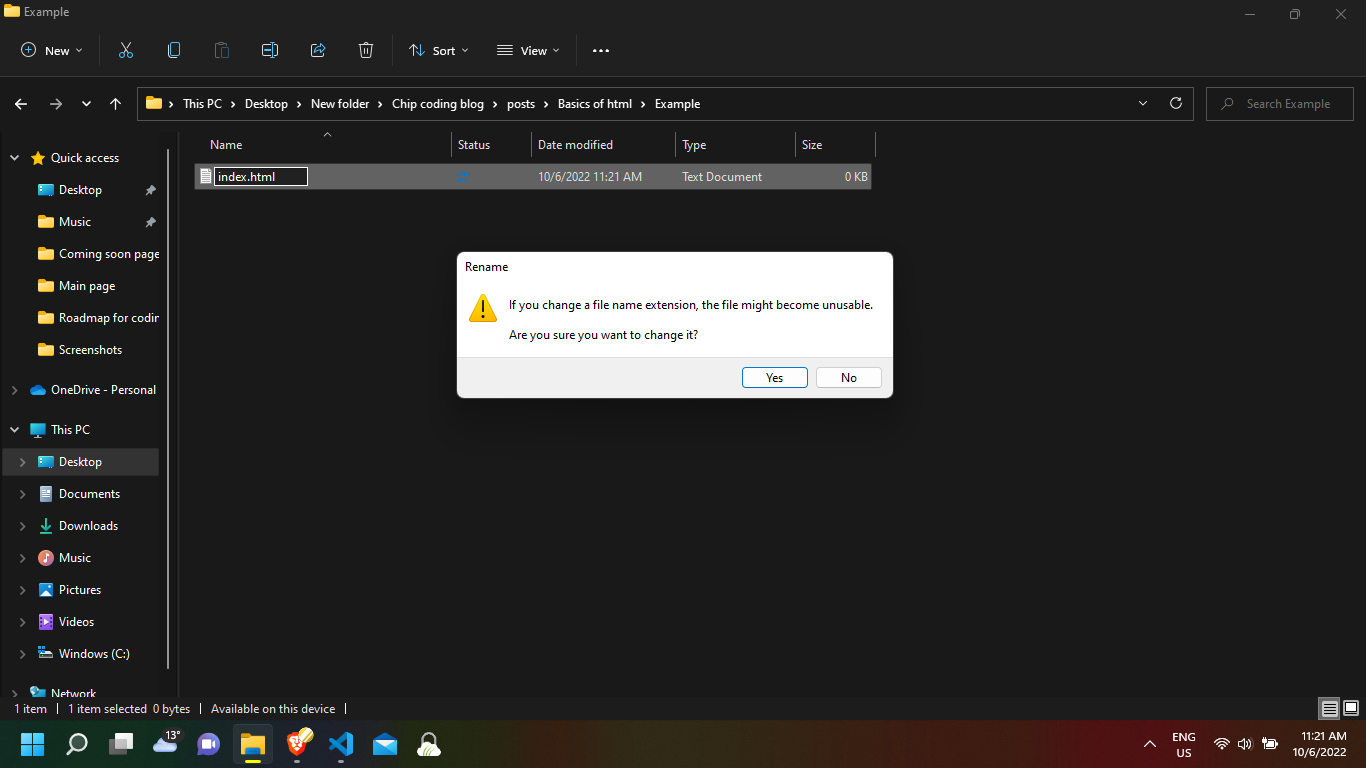 Example
New
Sort
View
This PC > Desktop > New folder > Chip coding blog > posts > Basics of html > Example
Search Example
Name Status Date modified Type Size
index.html 10/6/2022 11:21 AM Text Document 0 KB
Quick access
Desktop
Music
Coming soon page
Main page
Roadmap for codin
Screenshots
OneDrive - Personal
This PC
Desktop
Documents
Downloads
Music
Pictures
Videos
Windows (C:)
Network
Rename
If you change a file name extension, the file might become unusable.
Are you sure you want to change it?
Yes No
1 item 1 item selected 0 bytes Available on this device
13°
ENG
US
11:21 AM
10/6/2022